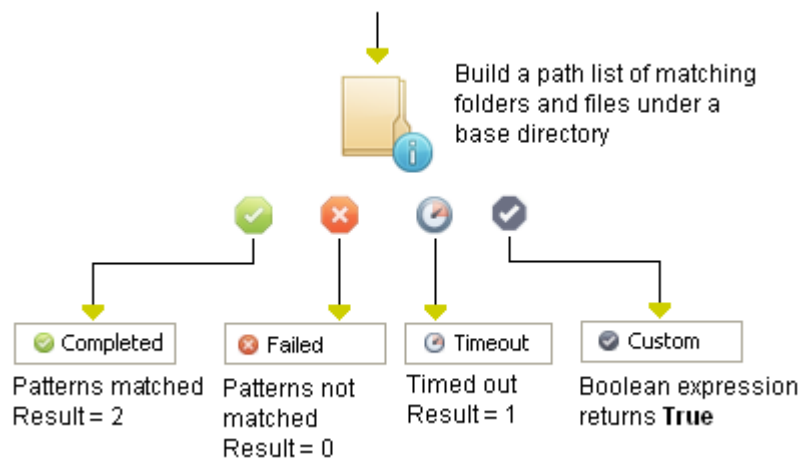 Build a path list of matching
folders and files under a
base directory
Completed
Patterns matched
Result = 2
Failed
Patterns not
matched
Result = 0
Timeout
Timed out
Result = 1
Custom
Boolean expression
returns True